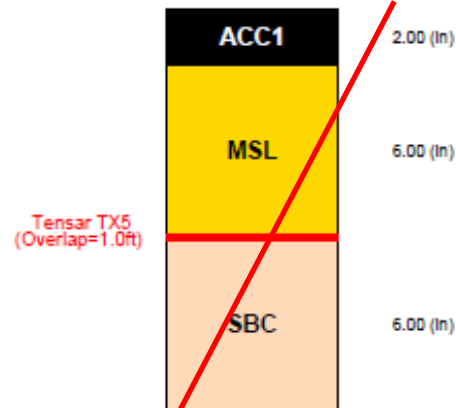 ACC1 2.00 (in)
MSL 6.00 (in)
Tensar TX5
(Overlap=1.0ft)
SBC 6.00 (in)